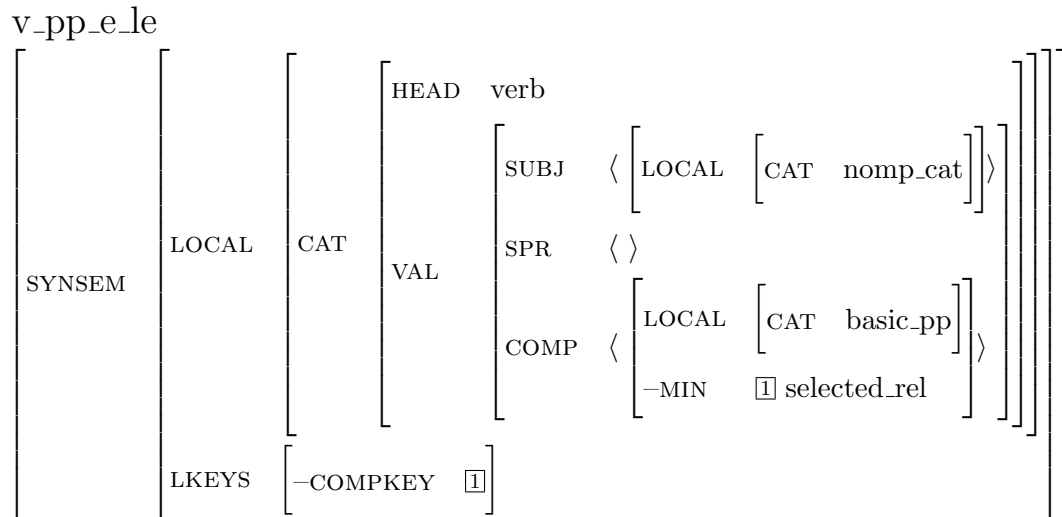 v_pp_e_le
HEAD verb
SUBJ ⟨ [LOCAL [CAT nomp_cat]] ⟩
LOCAL CAT SPR ⟨ ⟩
SYNSEM VAL
LOCAL [CAT basic_pp]
COMP ⟨ ⟩
–MIN 1 selected_rel
LKEYS [–COMPKEY 1]